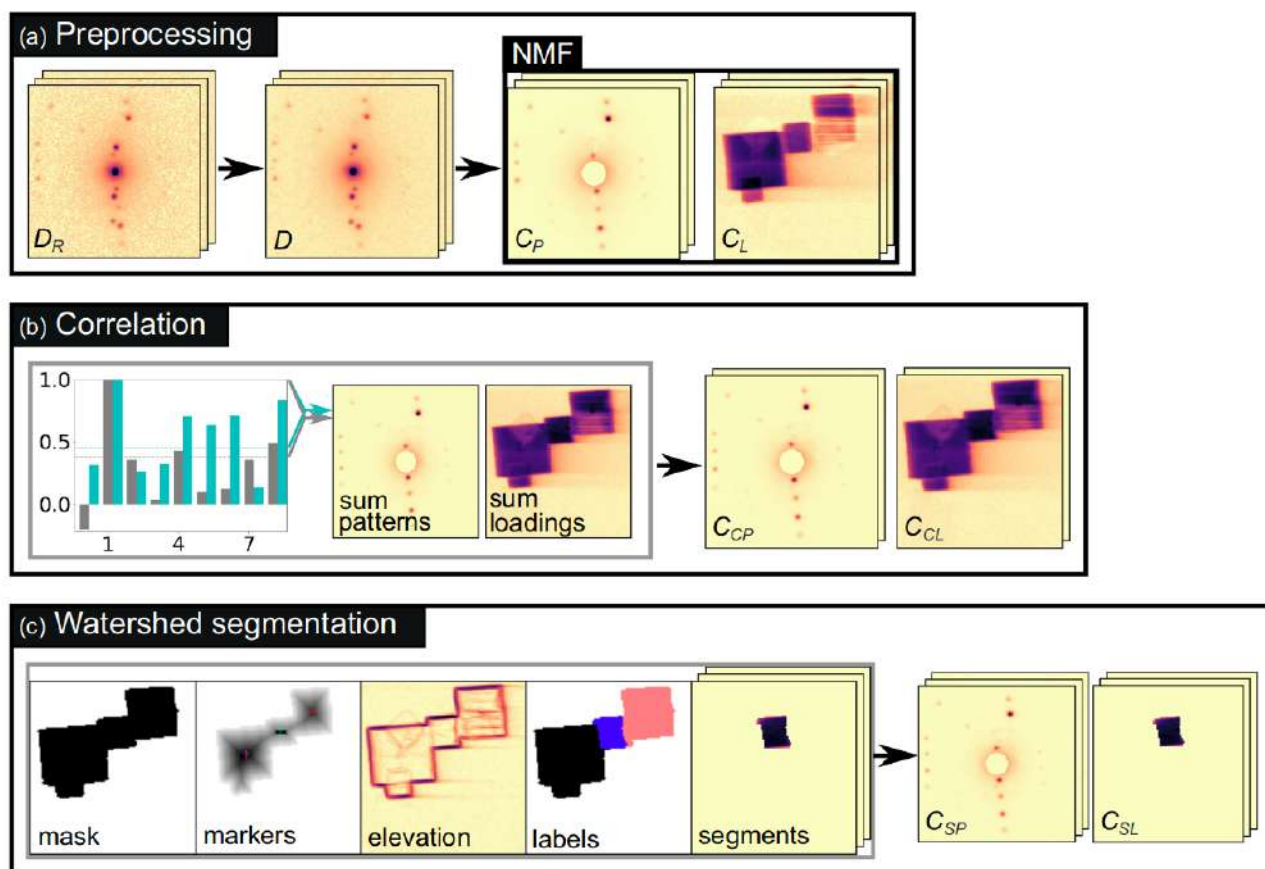 (a) Preprocessing
NMF
D_R
D
C_P
C_L
(b) Correlation
1.0
0.5
0.0
1 4 7
sum
patterns
sum
loadings
C_CP
C_CL
(c) Watershed segmentation
mask
markers
elevation
labels
segments
C_SP
C_SL